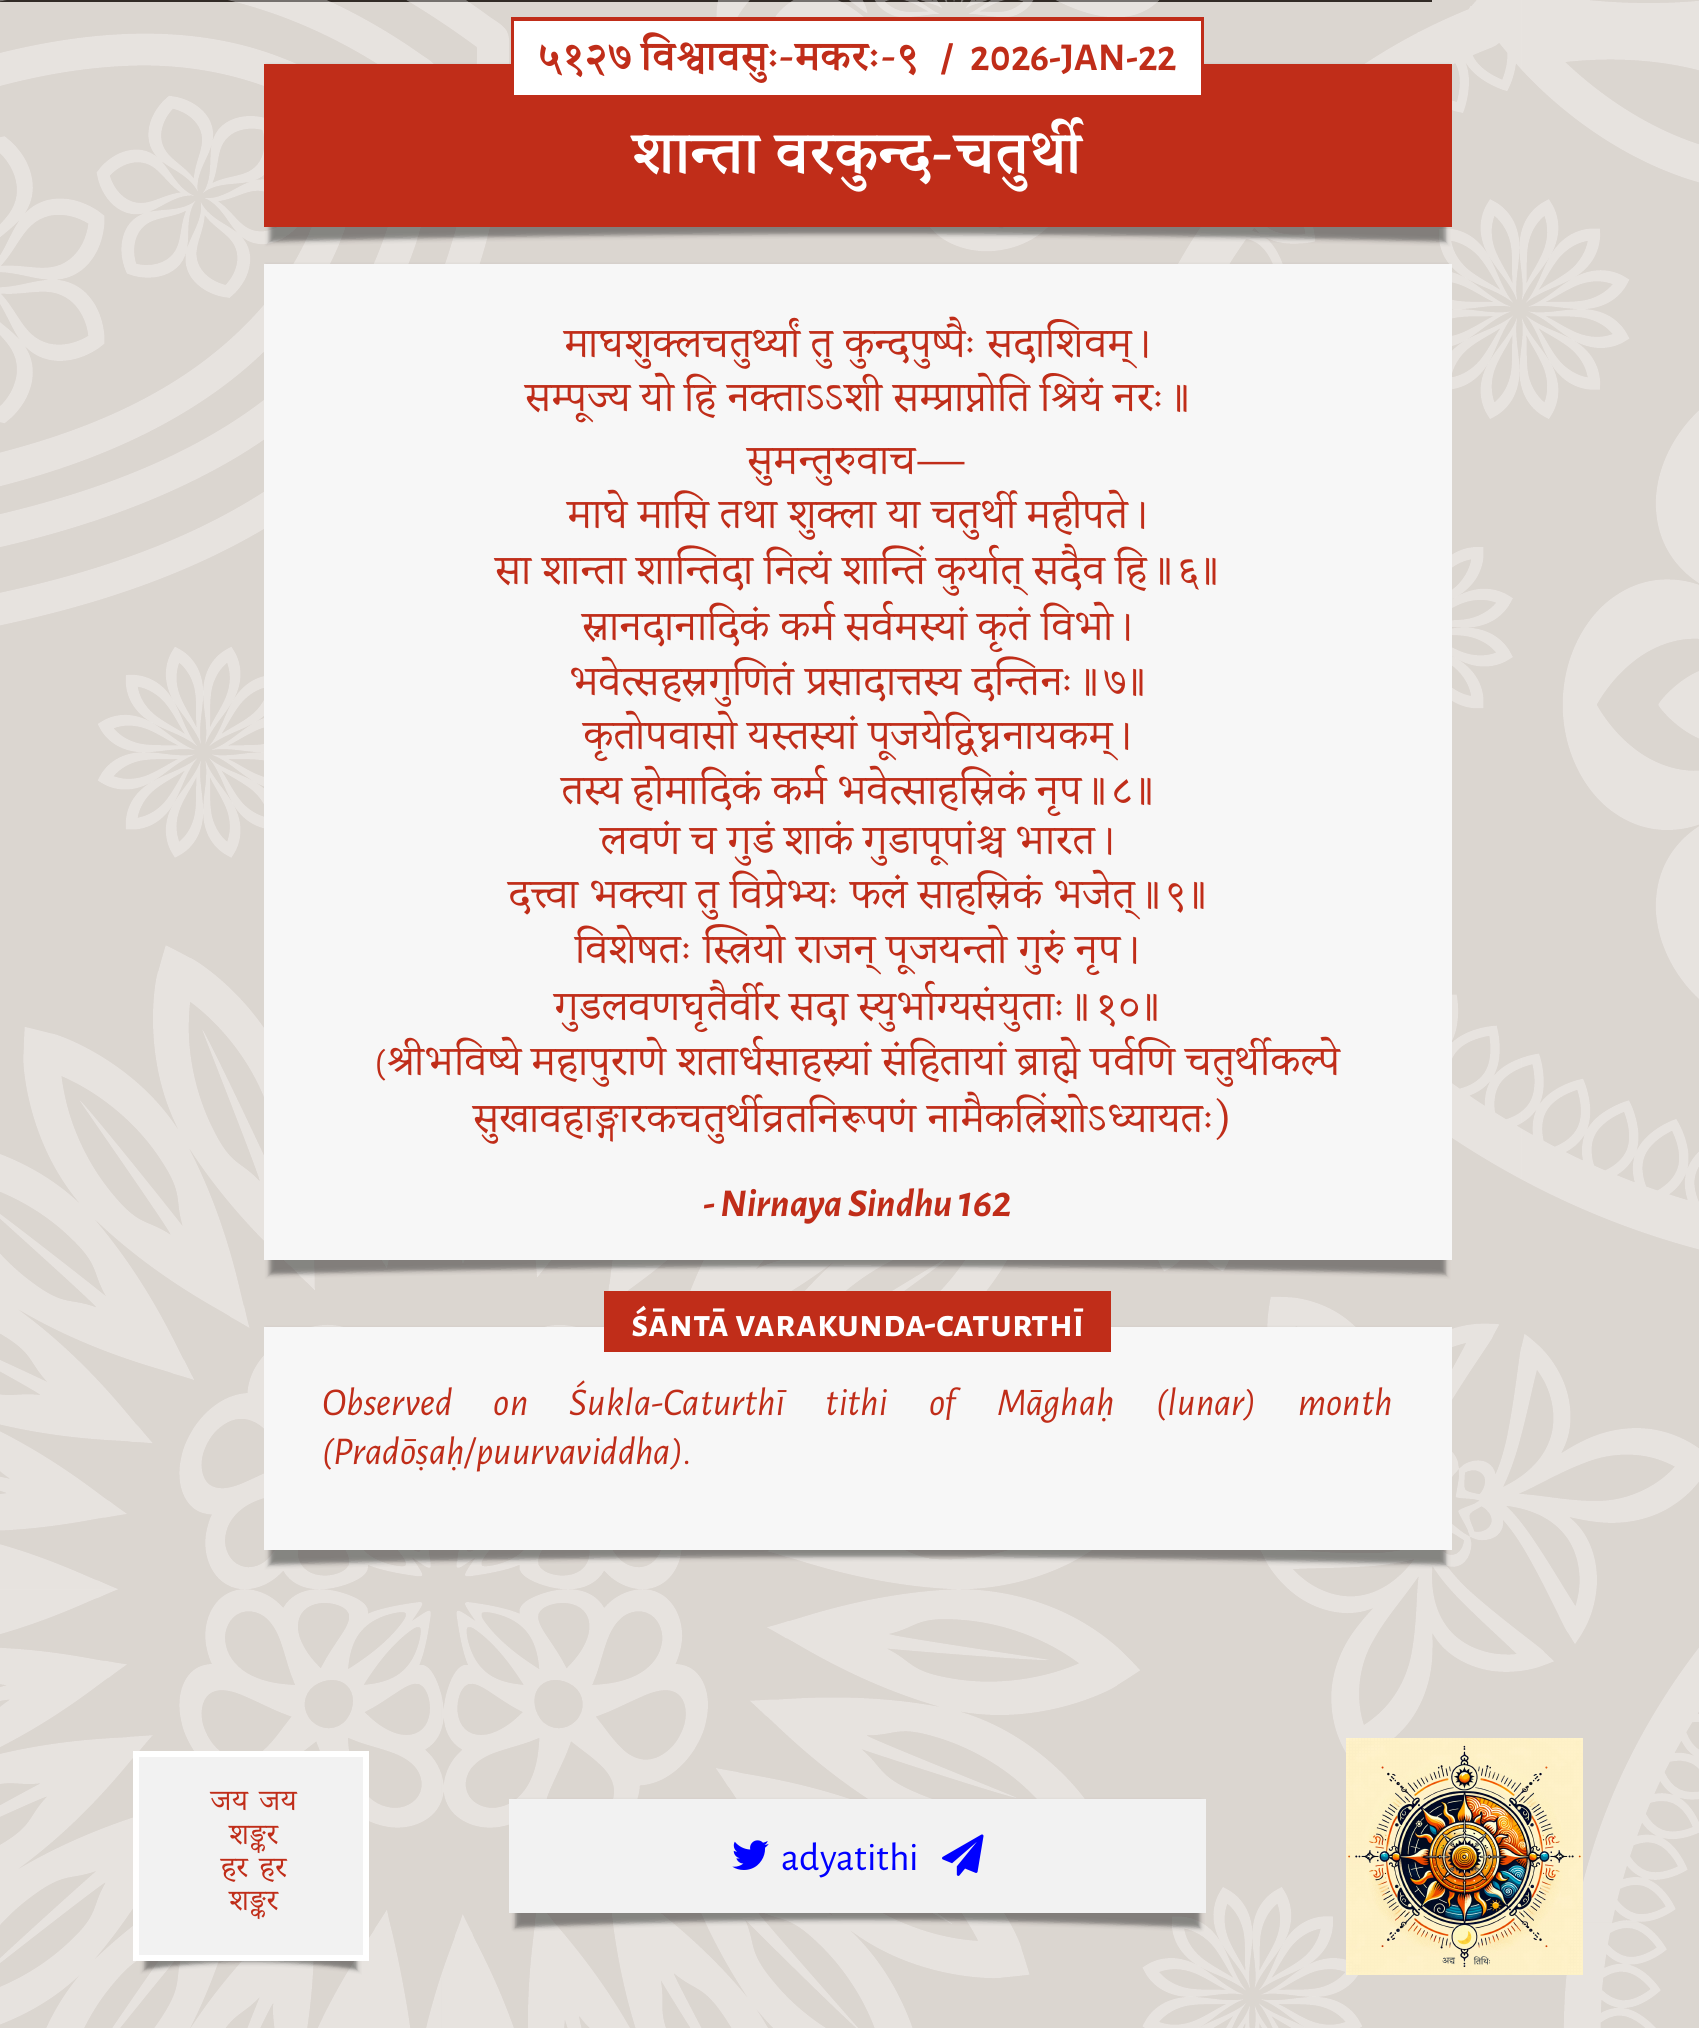 ५१२७ विश्वावसुः-मकरः-९ / 2026-JAN-22
शान्ता वरकुन्द-चतुर्थी
माघशुक्लचतुर्थ्यां तु कुन्दपुष्पैः सदाशिवम्।
सम्पूज्य यो हि नक्ताऽऽशी सम्प्राप्नोति श्रियं नरः॥
सुमन्तुरुवाच—
माघे मासि तथा शुक्ला या चतुर्थी महीपते।
सा शान्ता शान्तिदा नित्यं शान्तिं कुर्यात् सदैव हि॥६॥
स्नानदानादिकं कर्म सर्वमस्यां कृतं विभो।
भवेत्सहस्रगुणितं प्रसादात्तस्य दन्तिनः॥७॥
कृतोपवासो यस्तस्यां पूजयेद्विघ्ननायकम्।
तस्य होमादिकं कर्म भवेत्साहस्रिकं नृप॥८॥
लवणं च गुडं शाकं गुडापूपांश्च भारत।
दत्त्वा भक्त्या तु विप्रेभ्यः फलं साहस्रिकं भजेत्॥९॥
विशेषतः स्त्रियो राजन् पूजयन्तो गुरुं नृप।
गुडलवणघृतैर्वीर सदा स्युर्भाग्यसंयुताः॥१०॥
(श्रीभविष्ये महापुराणे शतार्धसाहस्र्यां संहितायां ब्राह्मे पर्वणि चतुर्थीकल्पे
सुखावहाङ्गारकचतुर्थीव्रतनिरूपणं नामैकत्रिंशोऽध्यायतः)
- Nirnaya Sindhu 162
ŚĀNTĀ VARAKUNDA-CATURTHĪ
Observed on Śukla-Caturthī tithi of Māghaḥ (lunar) month
(Pradōṣaḥ/puurvaviddha).
जय जय
शङ्कर
हर हर
शङ्कर
adyatithi
अद्य तिथिः